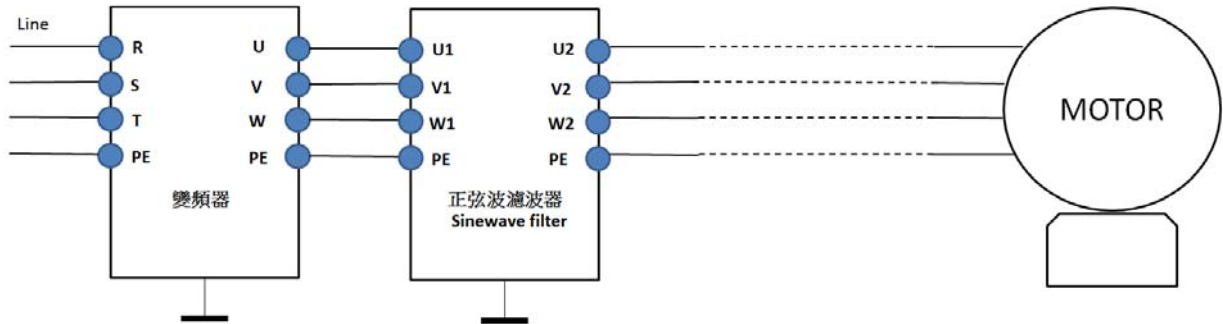 Line
R
U
U1
U2
S
V
V1
V2
T
W
W1
W2
PE
PE
PE
PE
MOTOR
變頻器
正弦波濾波器
Sinewave filter